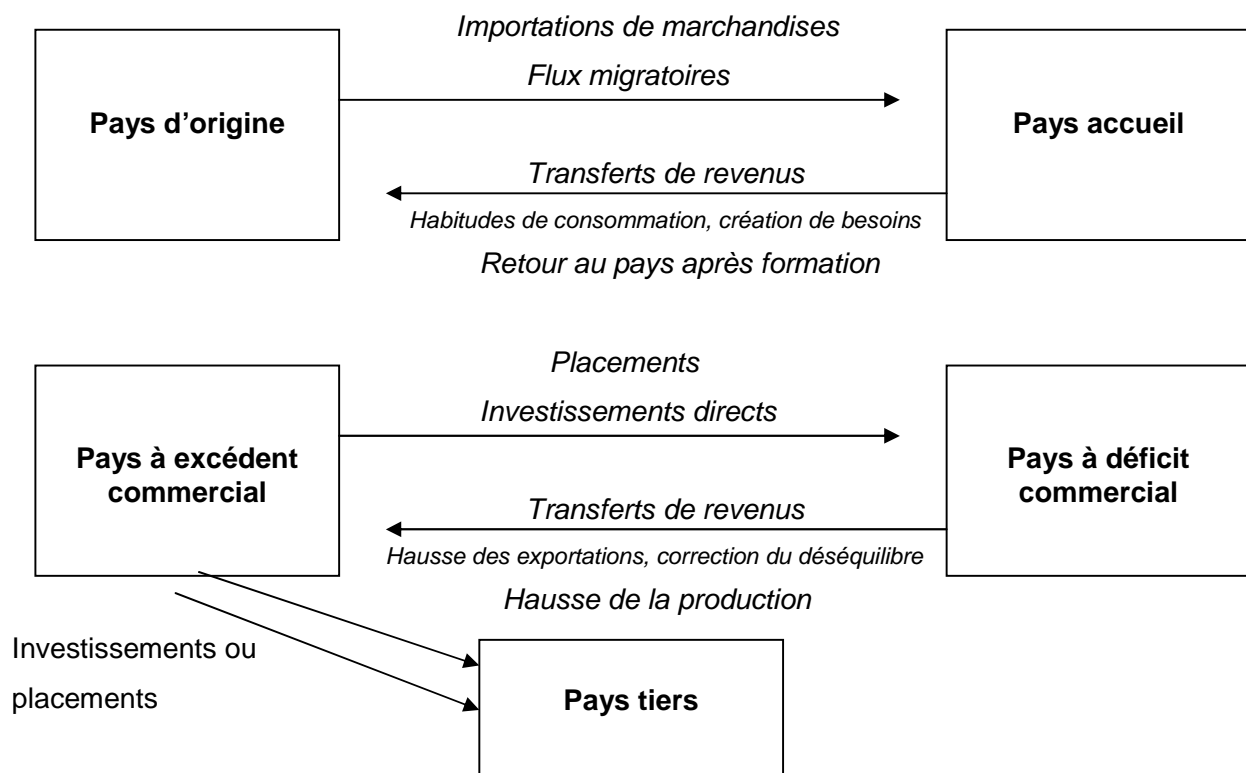 Importations de marchandises
Flux migratoires
Pays d'origine
Pays accueil
Transferts de revenus
Habitudes de consommation, création de besoins
Retour au pays après formation
Placements
Investissements directs
Pays à excédent
commercial
Pays à déficit
commercial
Transferts de revenus
Hausse des exportations, correction du déséquilibre
Hausse de la production
Investissements ou
placements
Pays tiers